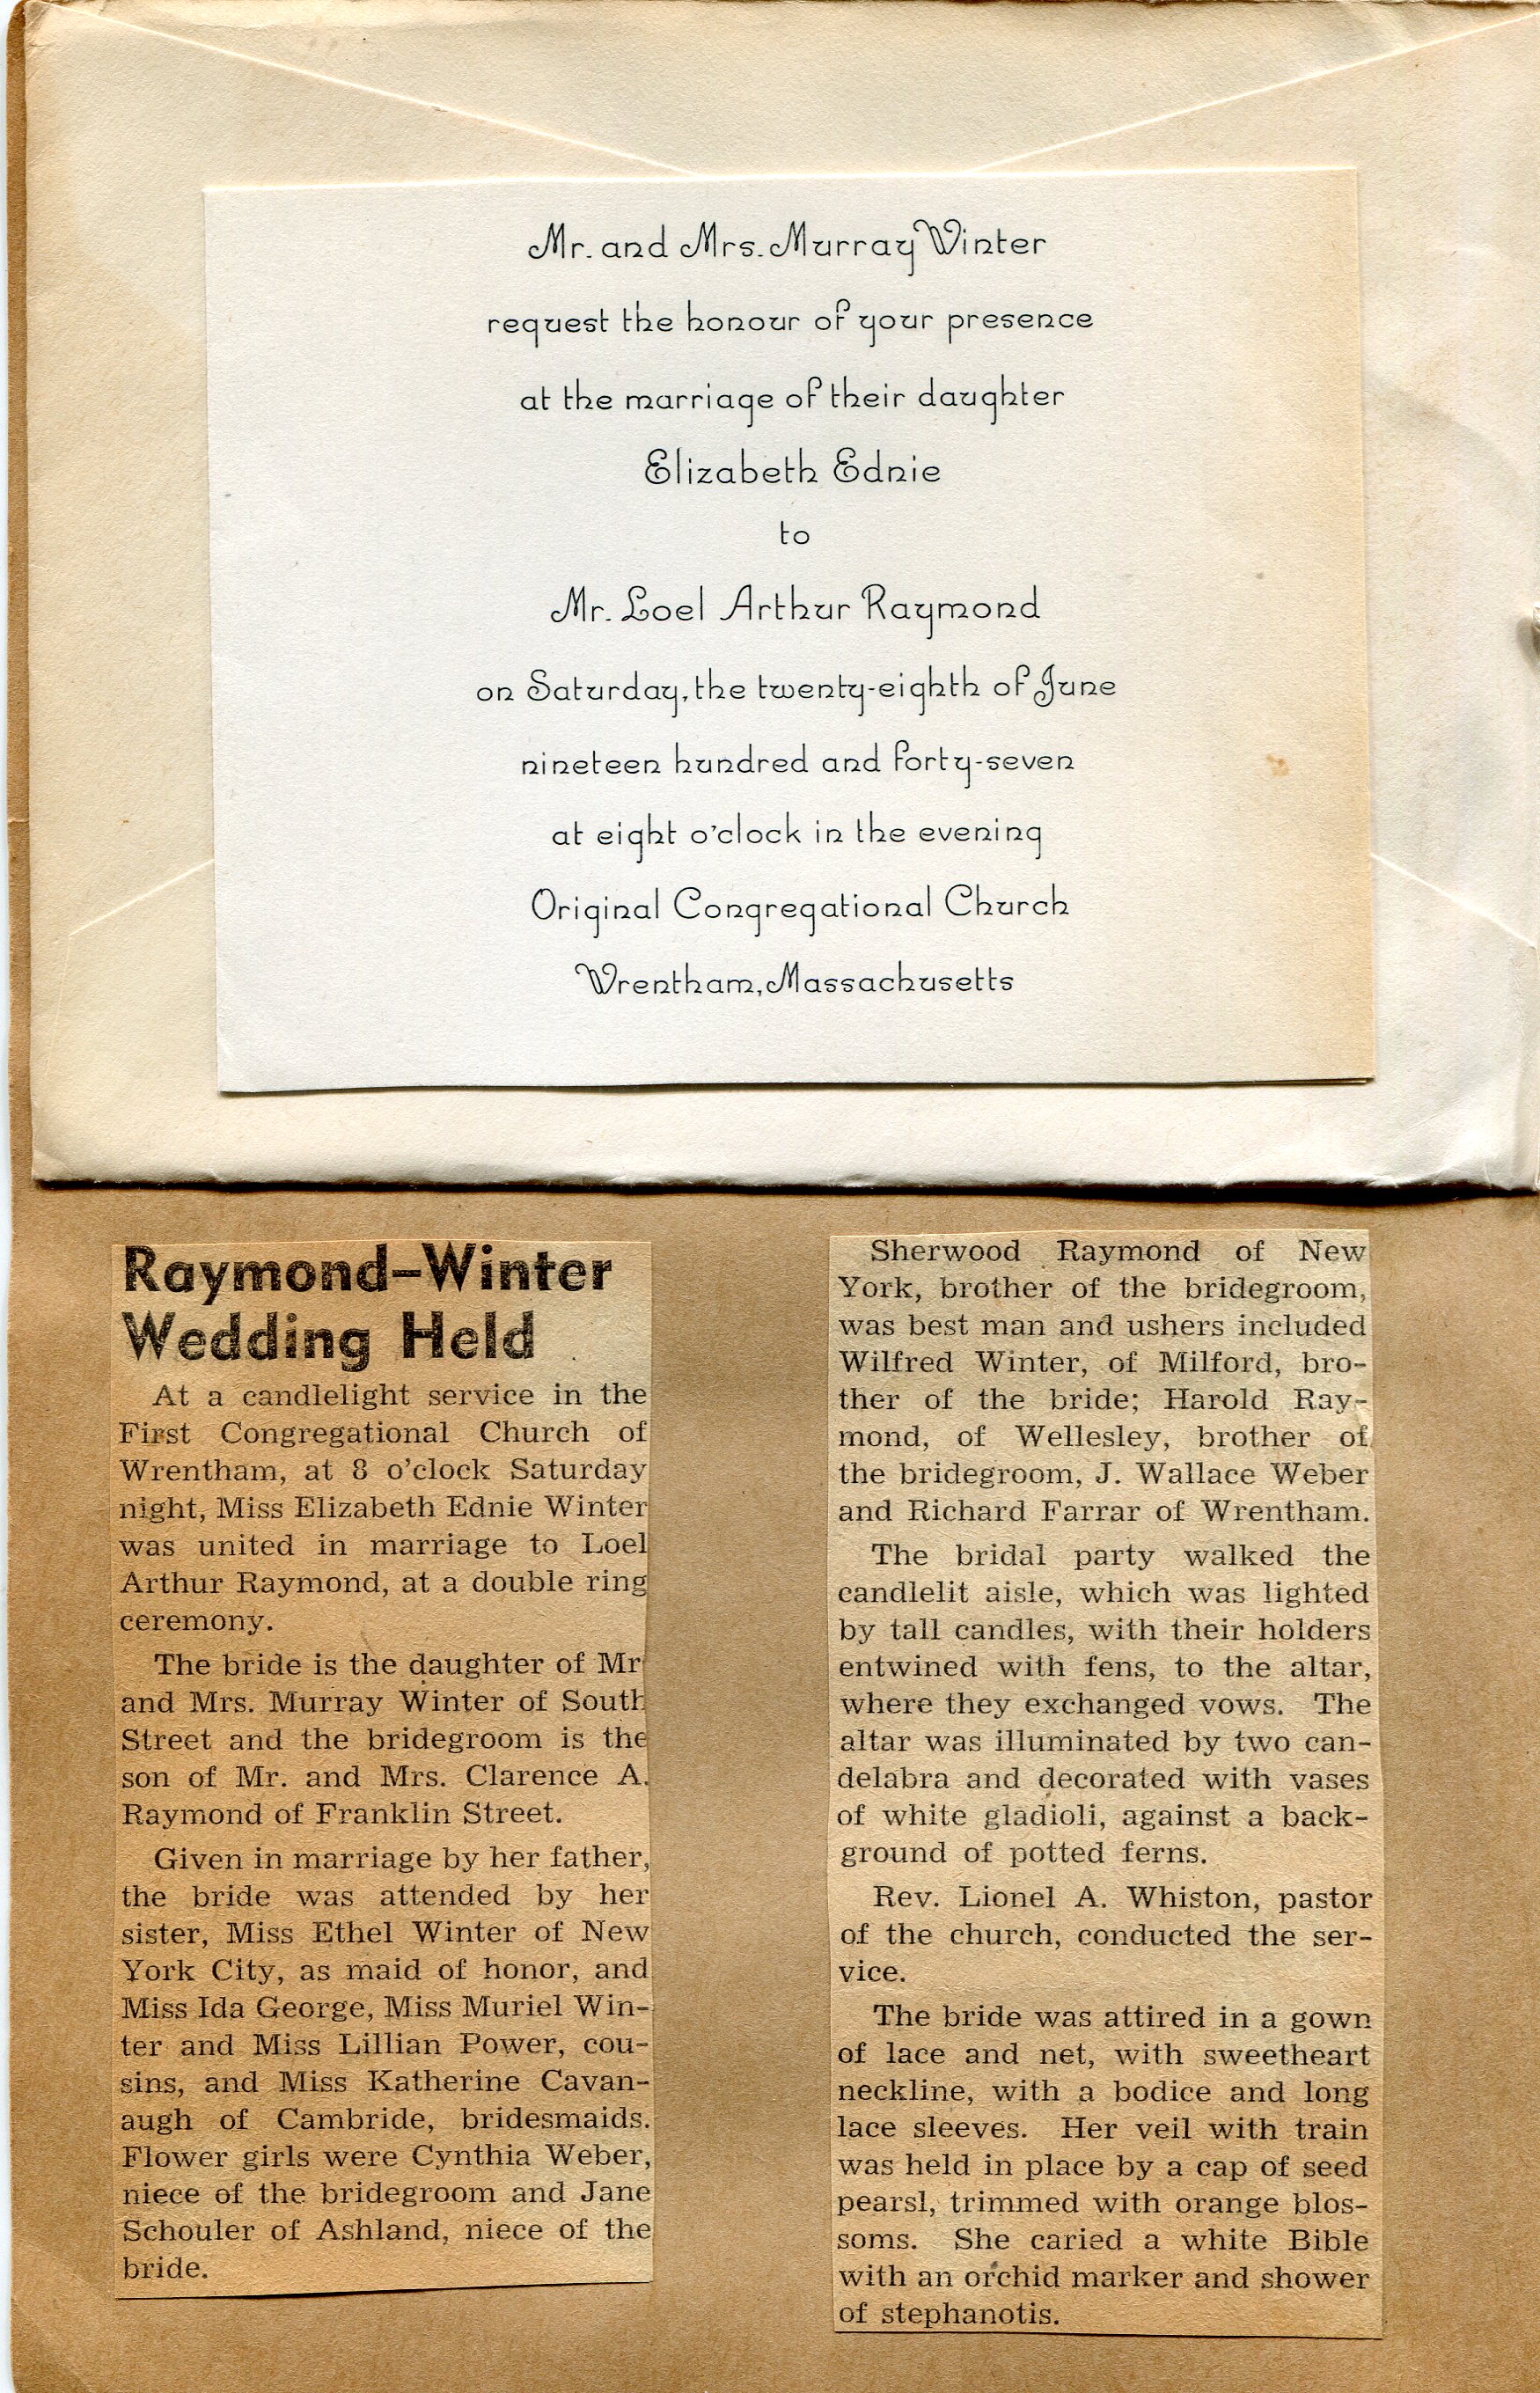 Mr. and Mrs. Murray Winter
request the honour of your presence
at the marriage of their daughter
Elizabeth Ednie
to
Mr. Loel Arthur Raymond
on Saturday, the twenty-eighth of June
nineteen hundred and forty-seven
at eight o'clock in the evening
Original Congregational Church
Wrentham, Massachusetts
Raymond-Winter
Wedding Held
At a candlelight service in the
First Congregational Church of
Wrentham, at 8 o'clock Saturday
night, Miss Elizabeth Ednie Winter
was united in marriage to Loel
Arthur Raymond, at a double ring
ceremony.
The bride is the daughter of Mr
and Mrs. Murray Winter of South
Street and the bridegroom is the
son of Mr. and Mrs. Clarence A.
Raymond of Franklin Street.
Given in marriage by her father,
the bride was attended by her
sister, Miss Ethel Winter of New
York City, as maid of honor, and
Miss Ida George, Miss Muriel Win-
ter and Miss Lillian Power, cou-
sins, and Miss Katherine Cavan-
augh of Cambride, bridesmaids.
Flower girls were Cynthia Weber,
niece of the bridegroom and Jane
Schouler of Ashland, niece of the
bride.
Sherwood Raymond of New
York, brother of the bridegroom,
was best man and ushers included
Wilfred Winter, of Milford, bro-
ther of the bride; Harold Ray-
mond, of Wellesley, brother of
the bridegroom, J. Wallace Weber
and Richard Farrar of Wrentham.
The bridal party walked the
candlelit aisle, which was lighted
by tall candles, with their holders
entwined with fens, to the altar,
where they exchanged vows. The
altar was illuminated by two can-
delabra and decorated with vases
of white gladioli, against a back-
ground of potted ferns.
Rev. Lionel A. Whiston, pastor
of the church, conducted the ser-
vice.
The bride was attired in a gown
of lace and net, with sweetheart
neckline, with a bodice and long
lace sleeves. Her veil with train
was held in place by a cap of seed
pearsl, trimmed with orange blos-
soms. She caried a white Bible
with an orchid marker and shower
of stephanotis.